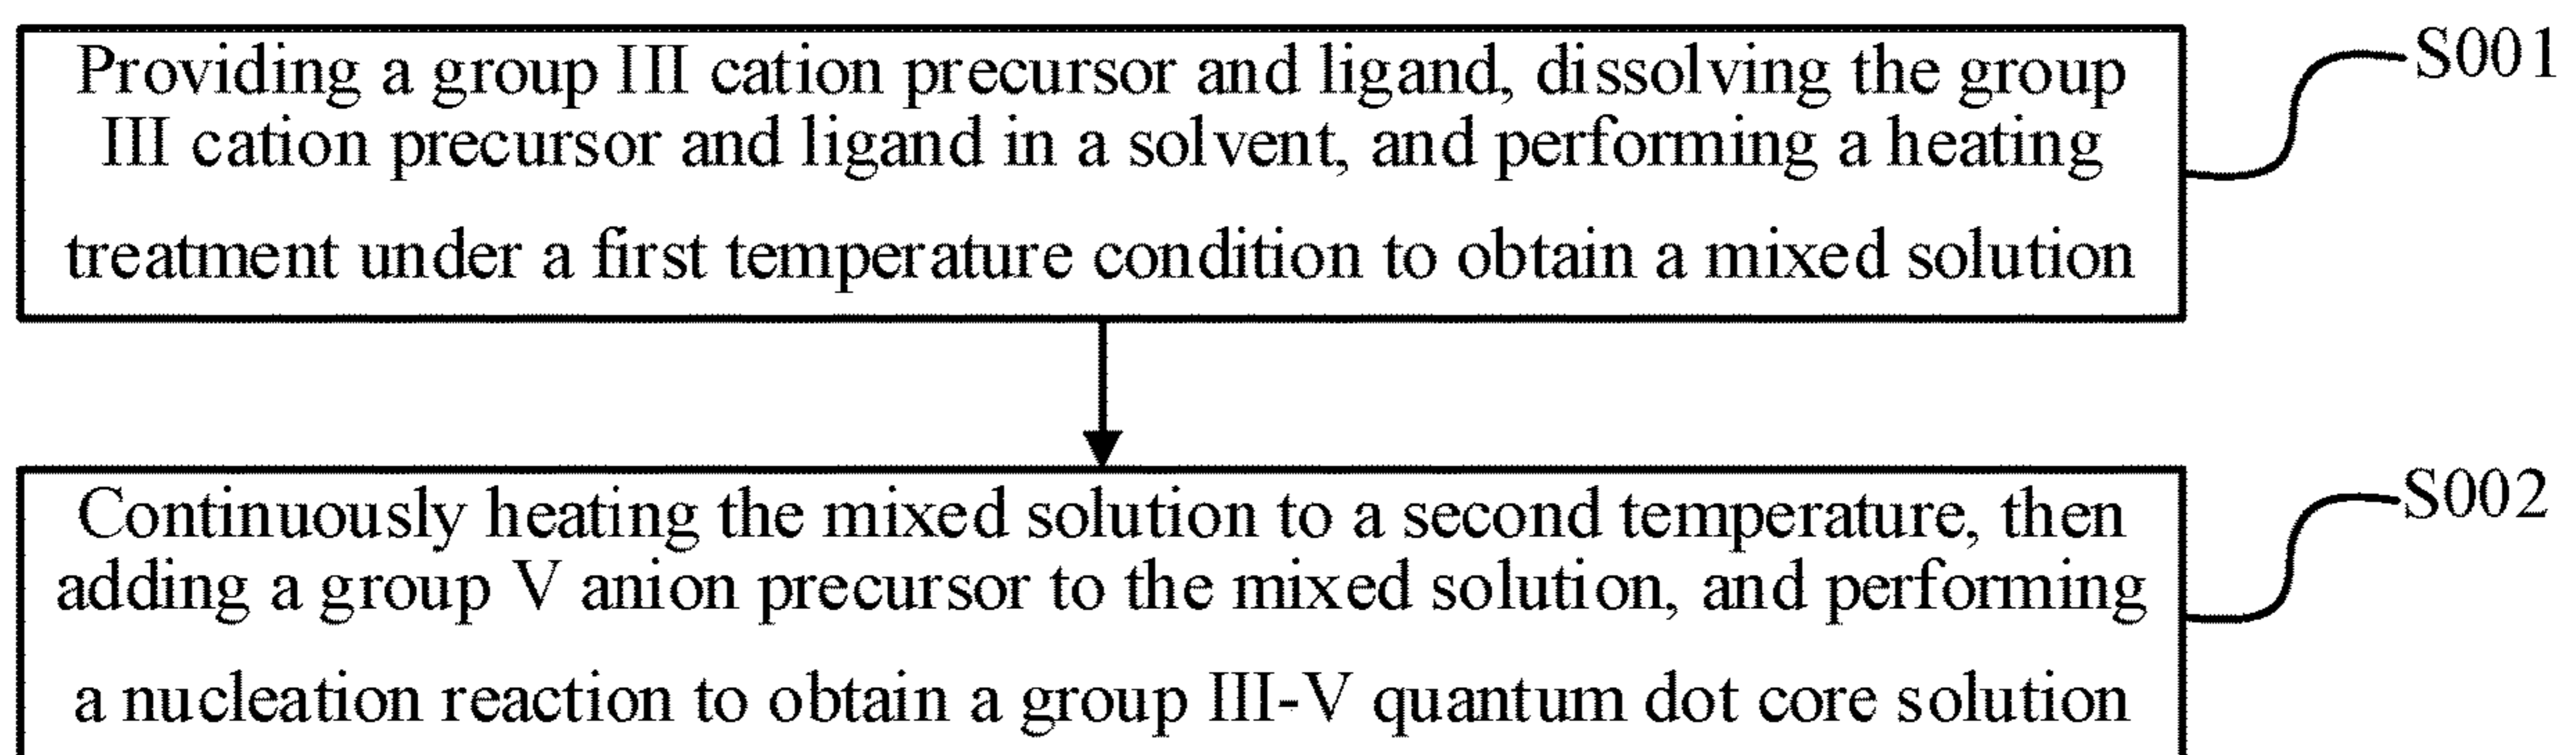 Providing a group III cation precursor and ligand, dissolving the group
III cation precursor and ligand in a solvent, and performing a heating
treatment under a first temperature condition to obtain a mixed solution
S001
Continuously heating the mixed solution to a second temperature, then
adding a group V anion precursor to the mixed solution, and performing
a nucleation reaction to obtain a group III-V quantum dot core solution
S002